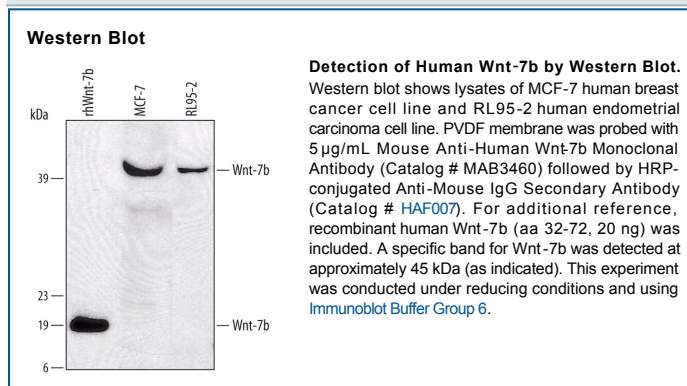 Western Blot
rhWnt-7b
MCF-7
RL95-2
kDa
39
23
19
6
Wnt-7b
Wnt-7b
Detection of Human Wnt-7b by Western Blot.
Western blot shows lysates of MCF-7 human breast
cancer cell line and RL95-2 human endometrial
carcinoma cell line. PVDF membrane was probed with
5 µg/mL Mouse Anti-Human Wnt-7b Monoclonal
Antibody (Catalog # MAB3460) followed by HRP-
conjugated Anti-Mouse IgG Secondary Antibody
(Catalog # HAF007). For additional reference,
recombinant human Wnt-7b (aa 32-72, 20 ng) was
included. A specific band for Wnt-7b was detected at
approximately 45 kDa (as indicated). This experiment
was conducted under reducing conditions and using
Immunoblot Buffer Group 6.